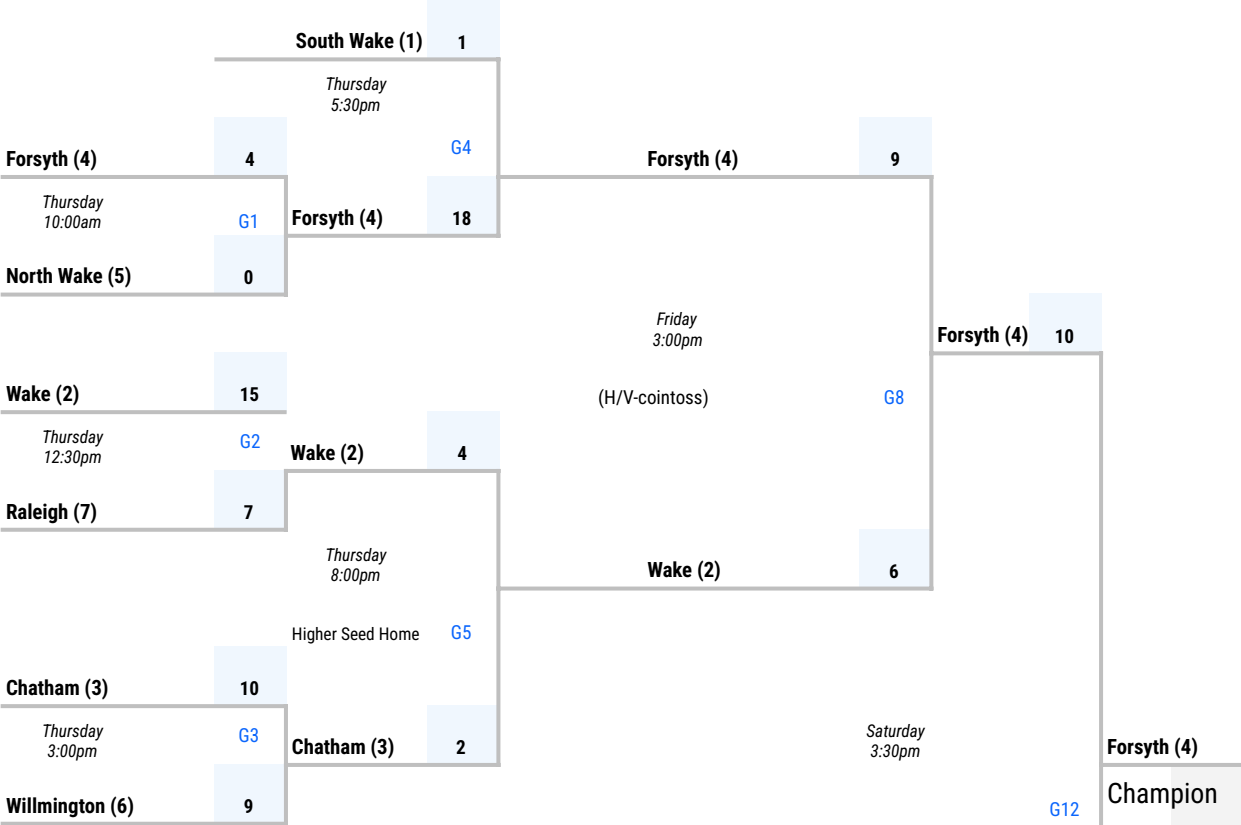 South Wake (1) 1
Thursday
5:30pm
G4
Forsyth (4) 4
Forsyth (4) 9
Thursday
10:00am
G1
Forsyth (4) 18
North Wake (5) 0
Friday
3:00pm
Forsyth (4) 10
Wake (2) 15
(H/V-cointoss) G8
Thursday
12:30pm
G2
Wake (2) 4
Raleigh (7) 7
Thursday
8:00pm
Wake (2) 6
Higher Seed Home G5
Chatham (3) 10
Thursday
3:00pm
G3
Chatham (3) 2
Saturday
3:30pm
Forsyth (4)
Champion
Willmington (6) 9
G12